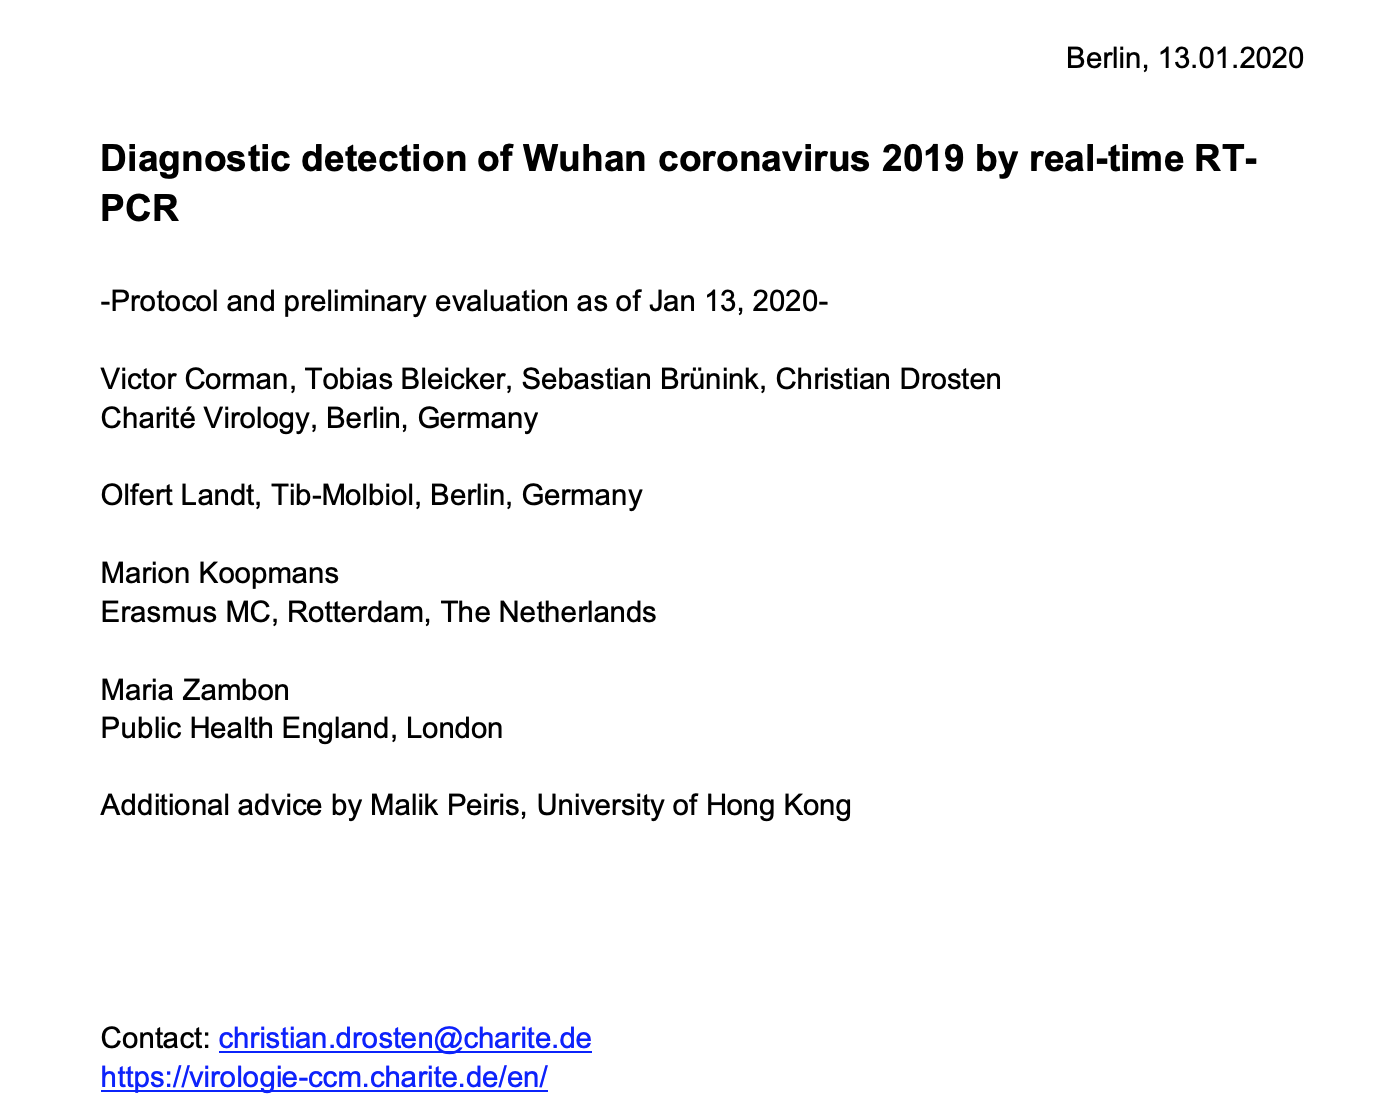 Berlin, 13.01.2020
Diagnostic detection of Wuhan coronavirus 2019 by real-time RT-
PCR
-Protocol and preliminary evaluation as of Jan 13, 2020-
Victor Corman, Tobias Bleicker, Sebastian Brünink, Christian Drosten
Charité Virology, Berlin, Germany
Olfert Landt, Tib-Molbiol, Berlin, Germany
Marion Koopmans
Erasmus MC, Rotterdam, The Netherlands
Maria Zambon
Public Health England, London
Additional advice by Malik Peiris, University of Hong Kong
Contact: christian.drosten@charite.de
https://virologie-ccm.charite.de/en/